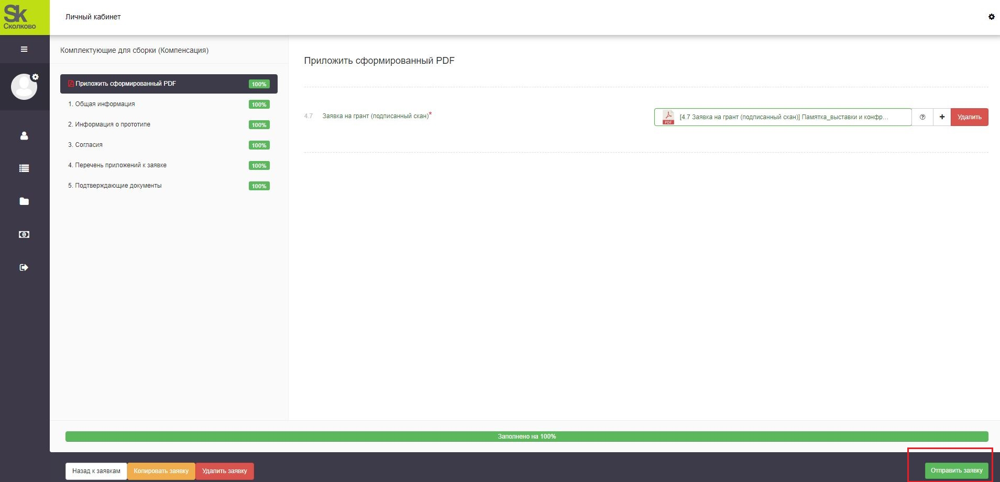 Sk
Сколково
Личный кабинет
Комплектующие для сборки (Компенсация)
Приложить сформированный PDF 100%
1. Общая информация 100%
2. Информация о прототипе 100%
3. Согласия 100%
4. Перечень приложений к заявке 100%
5. Подтверждающие документы 100%
Приложить сформированный PDF
4.7 Заявка на грант (подписанный скан)*
PDF [4.7 Заявка на грант (подписанный скан)] Памятка_выставки и конфр... Удалить
Заполнено на 100%
Назад к заявкам Копировать заявку Удалить заявку Отправить заявку